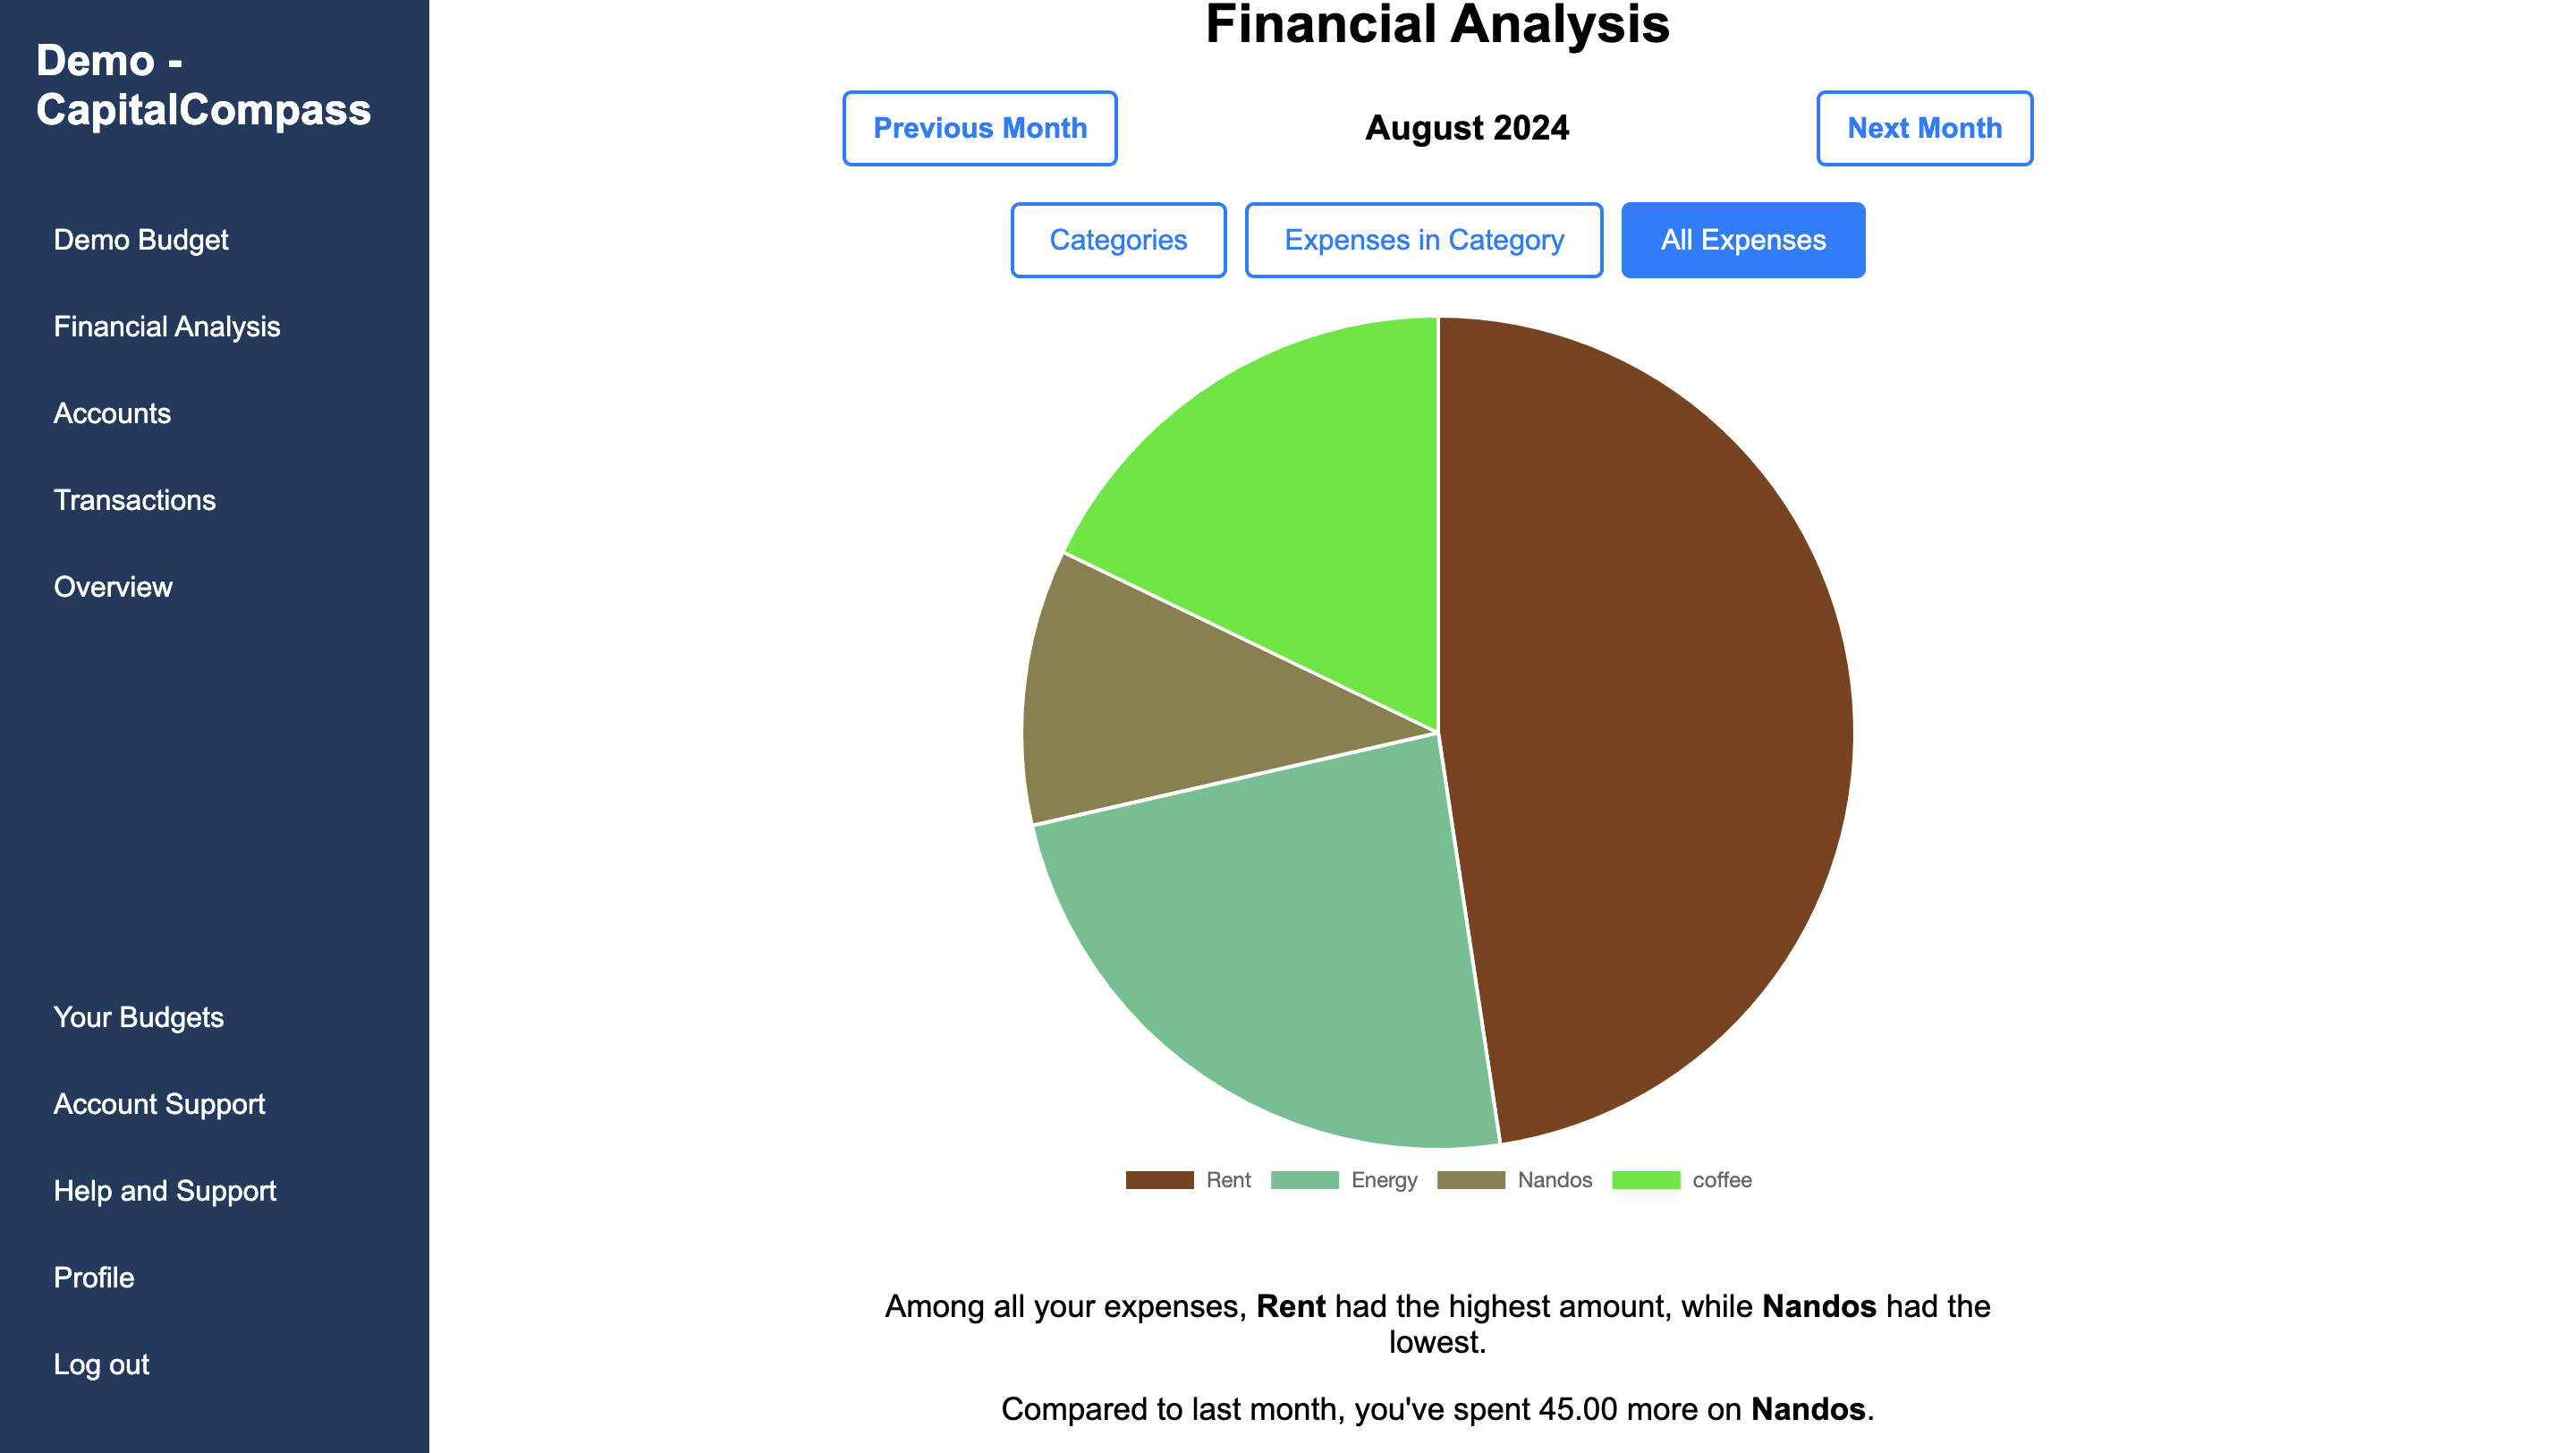 Demo -
CapitalCompass
Demo Budget
Financial Analysis
Accounts
Transactions
Overview
Your Budgets
Account Support
Help and Support
Profile
Log out
Financial Analysis
Previous Month
August 2024
Next Month
Categories
Expenses in Category
All Expenses
Rent
Energy
Nandos
coffee
Among all your expenses, Rent had the highest amount, while Nandos had the
lowest.
Compared to last month, you've spent 45.00 more on Nandos.